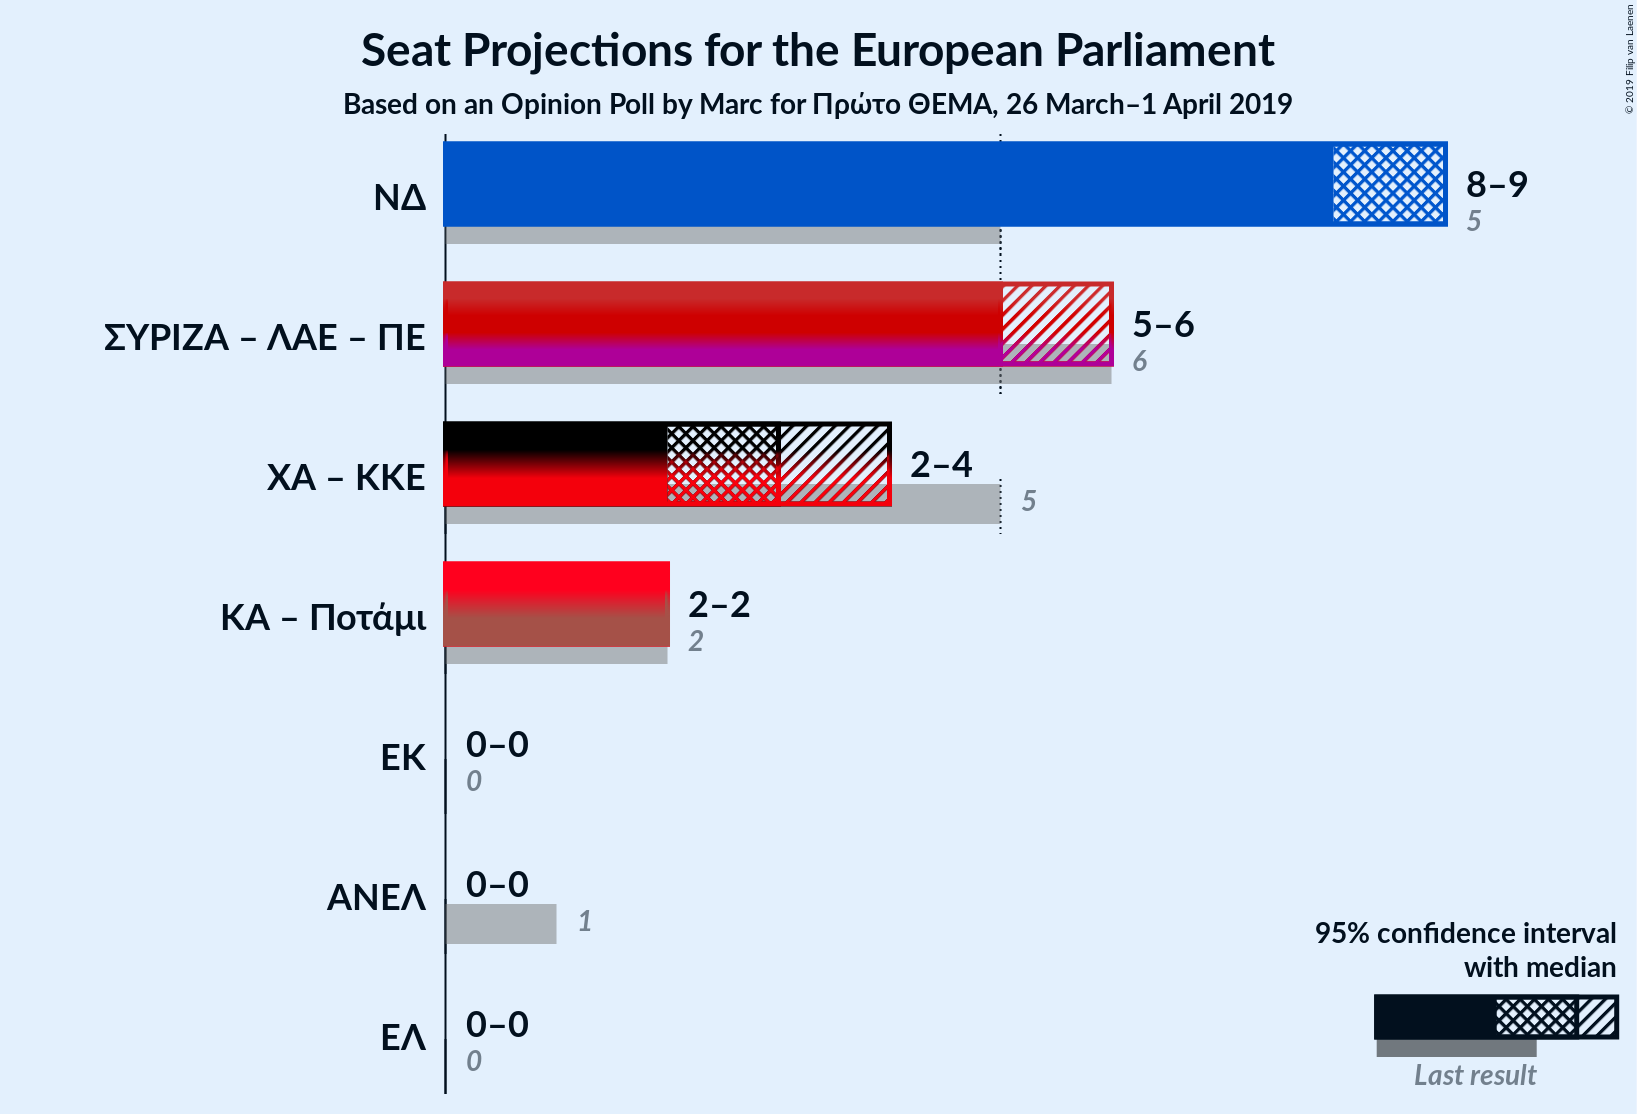 Seat Projections for the European Parliament
Based on an Opinion Poll by Marc for Πρώτο ΘΕΜΑ, 26 March–1 April 2019
© 2019 Filip van Laenen
ΝΔ
8–9
5
ΣΥΡΙΖΑ – ΛΑΕ – ΠΕ
5–6
6
ΧΑ – ΚΚΕ
2–4
5
ΚΑ – Ποτάμι
2–2
2
ΕΚ
0–0
0
ΑΝΕΛ
0–0
1
ΕΛ
0–0
0
95% confidence interval
with median
Last result